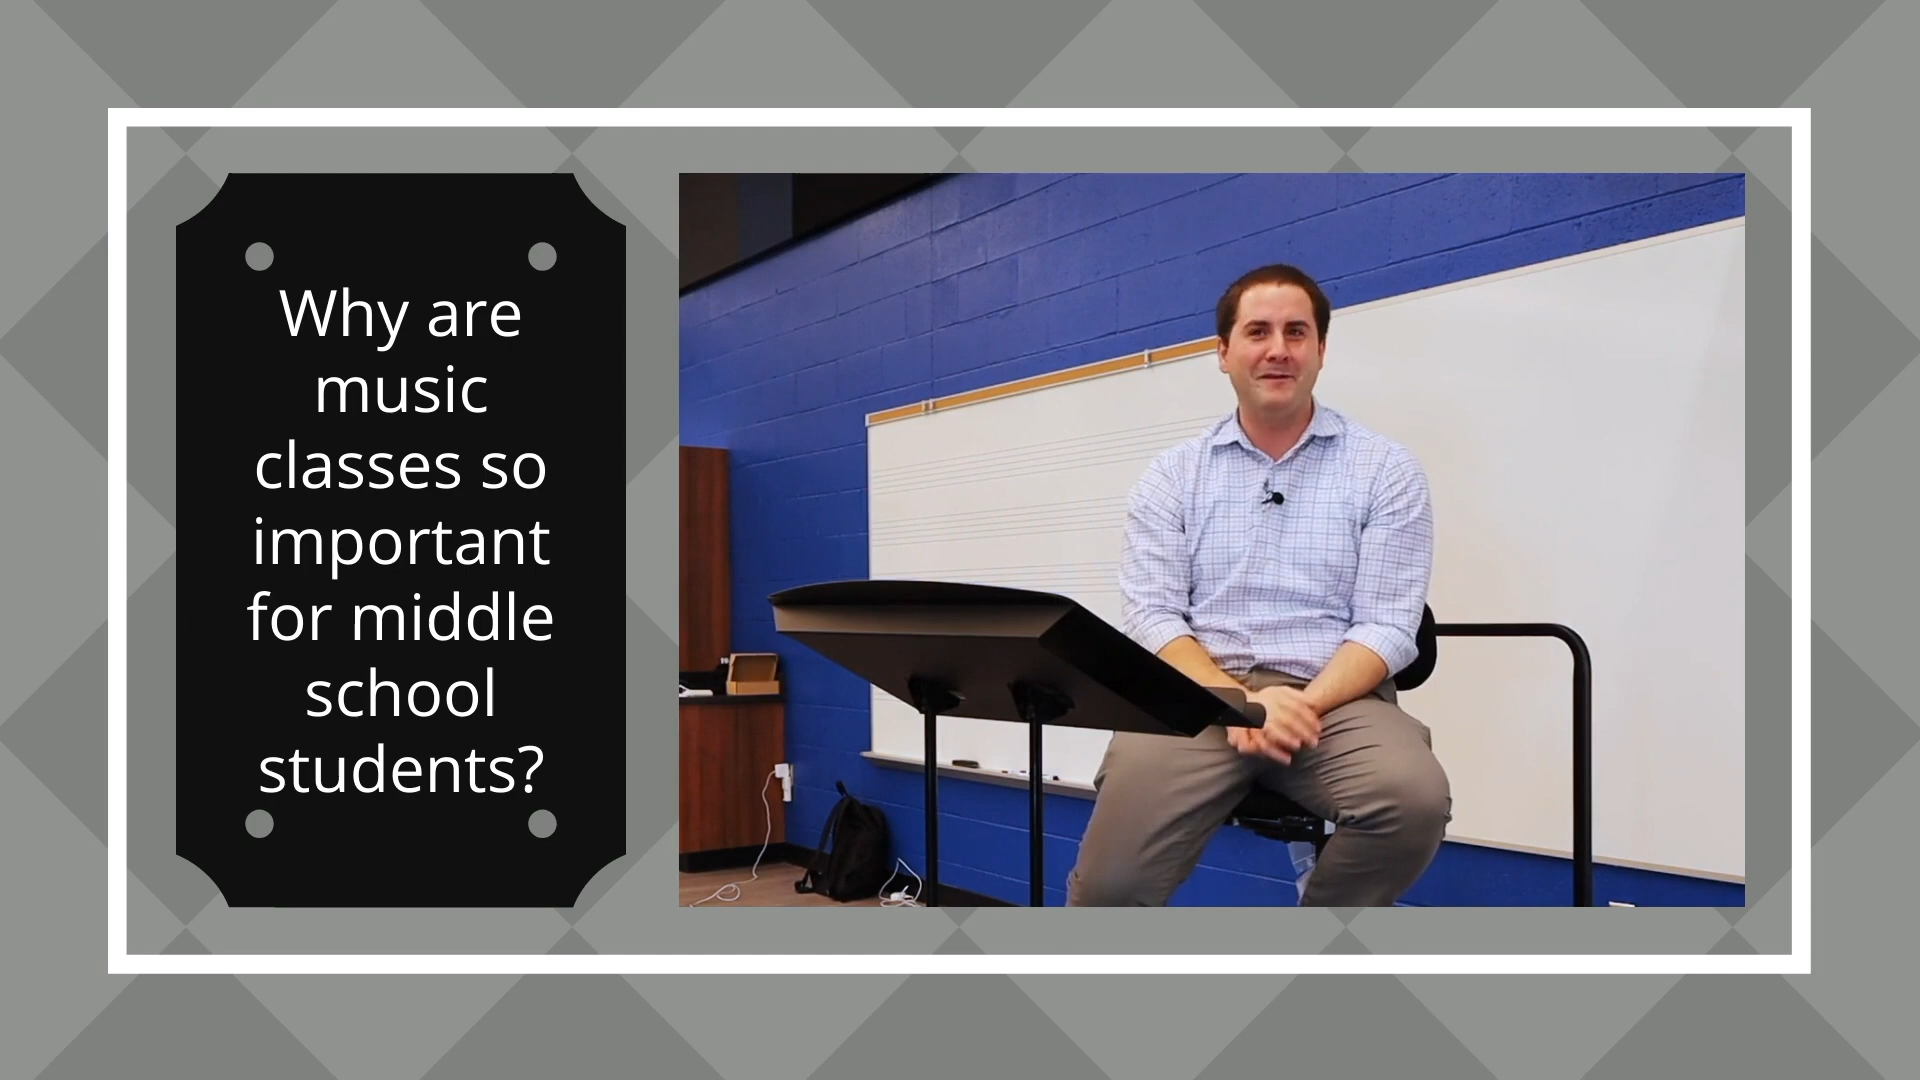 Why are
music
classes so
important
for middle
school
students?